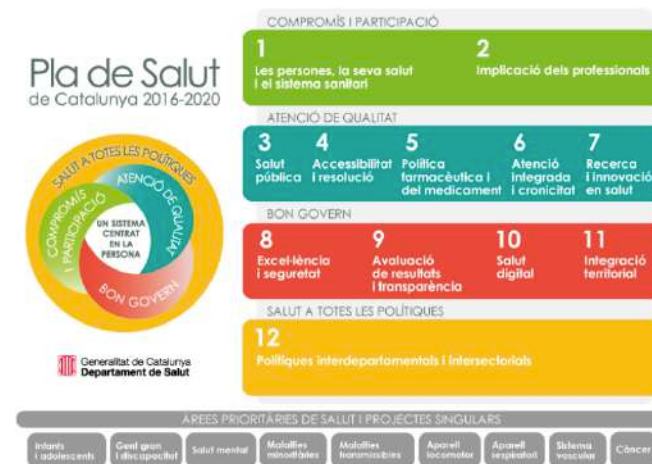 Pla de Salut
de Catalunya 2016-2020
SALUT A TOTES LES POLÍTIQUES
COMPROMÍS I PARTICIPACIÓ
ATENCIÓ DE QUALITAT
BON GOVERN
UN SISTEMA
CENTRAT
EN LA
PERSONA
Generalitat de Catalunya
Departament de Salut
COMPROMÍS I PARTICIPACIÓ
1
Les persones, la seva salut
i el sistema sanitari
2
Implicació dels professionals
ATENCIÓ DE QUALITAT
3
Salut
pública
4
Accessibilitat
i resolució
5
Política
farmacèutica i
del medicament
6
Atenció
integrada
i cronicitat
7
Recerca
i innovació
en salut
BON GOVERN
8
Excel·lència
i seguretat
9
Avaluació
de resultats
i transparència
10
Salut
digital
11
Integració
territorial
SALUT A TOTES LES POLÍTIQUES
12
Polítiques interdepartamentals i intersectorials
ÀREES PRIORITÀRIES DE SALUT I PROJECTES SINGULARS
Infants
i adolescents
Gent gran
i discapacitat
Salut mental
Malalties
minoritàries
Malalties
transmissibles
Aparell
locomotor
Aparell
respiratori
Sistema
vascular
Càncer